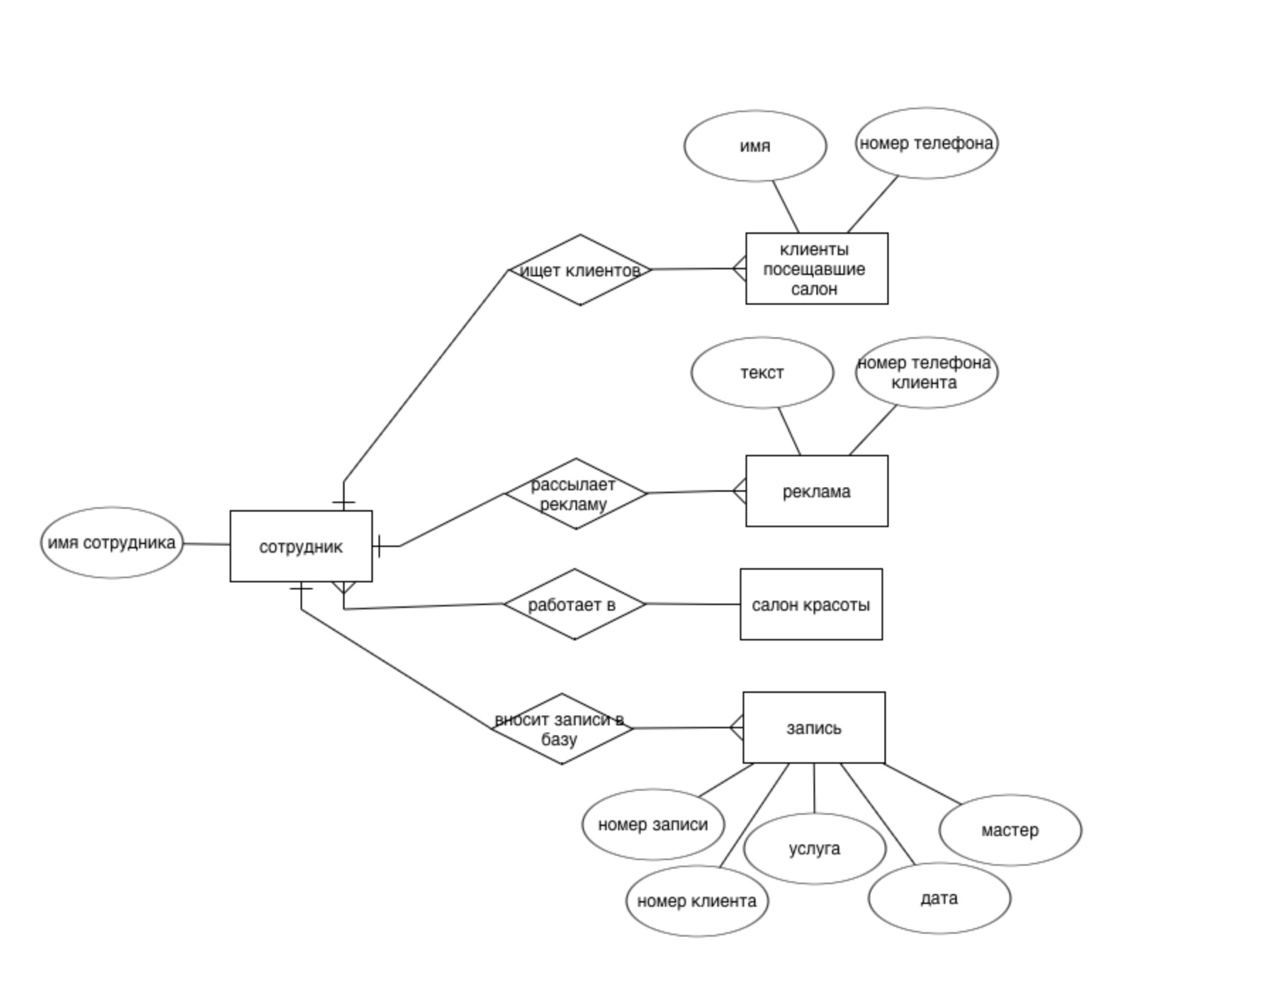 имя
номер телефона
клиенты
посещавшие
салон
ищет клиентов
текст
номер телефона
клиента
рассылает
рекламу
реклама
имя сотрудника
сотрудник
работает в
салон красоты
вносит записи в
базу
запись
номер записи
услуга
мастер
номер клиента
дата